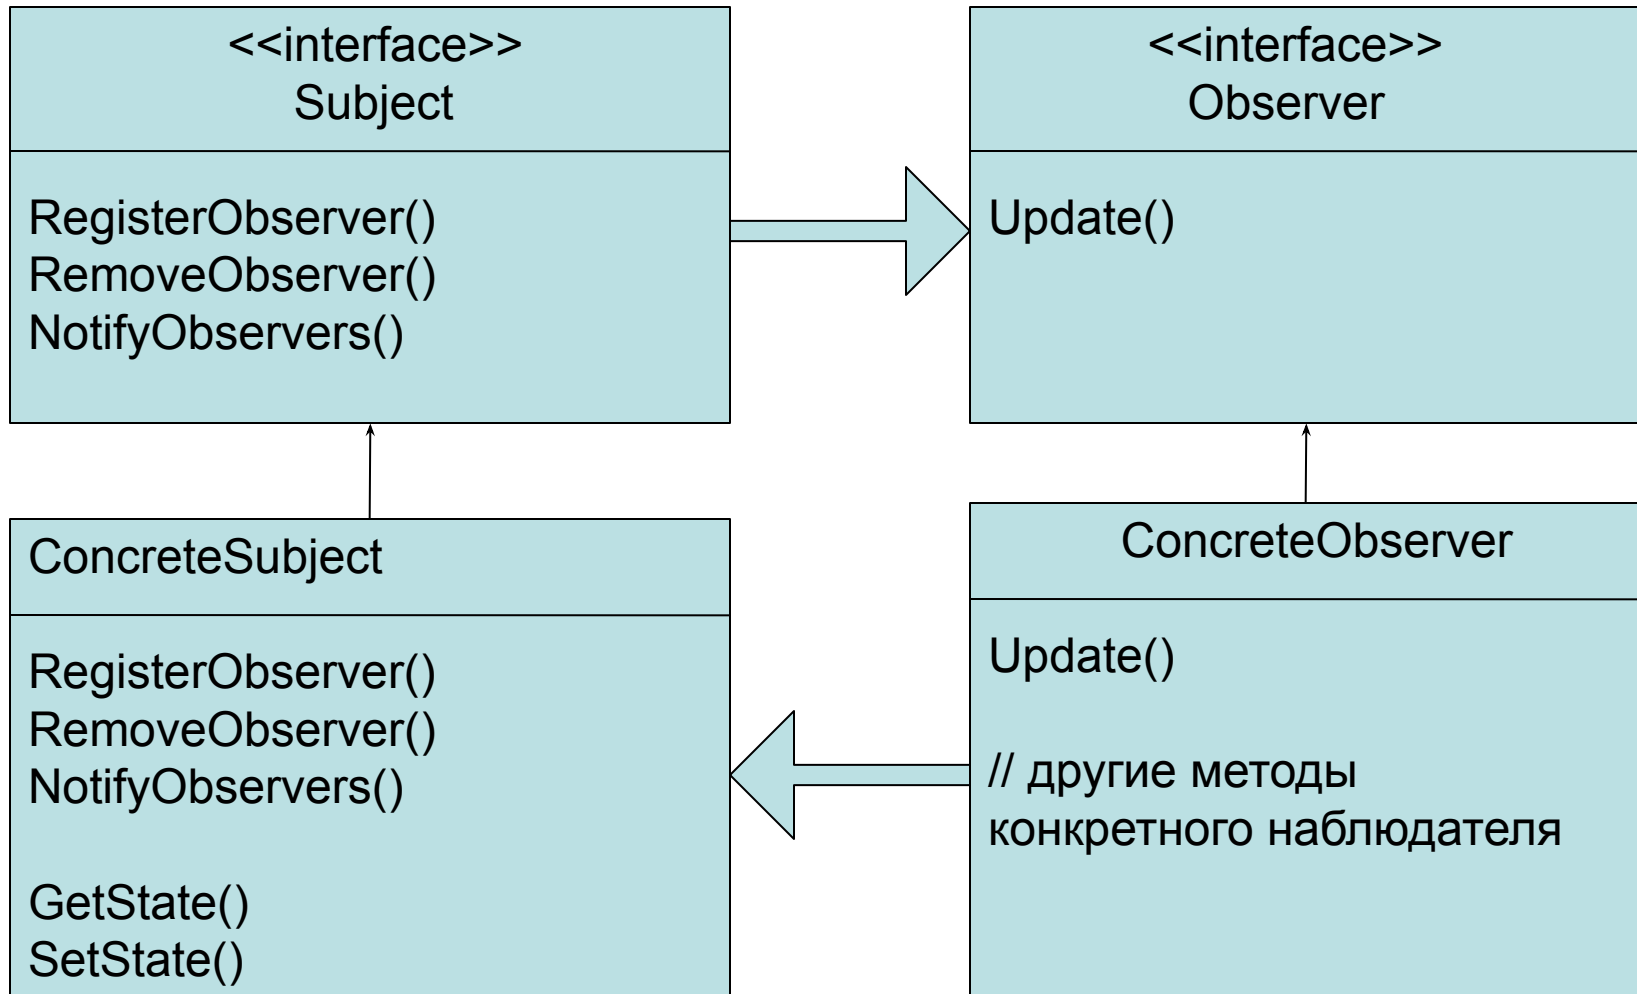 <<interface>>
Subject
RegisterObserver()
RemoveObserver()
NotifyObservers()
<<interface>>
Observer
Update()
ConcreteSubject
RegisterObserver()
RemoveObserver()
NotifyObservers()
GetState()
SetState()
ConcreteObserver
Update()
// другие методы
конкретного наблюдателя